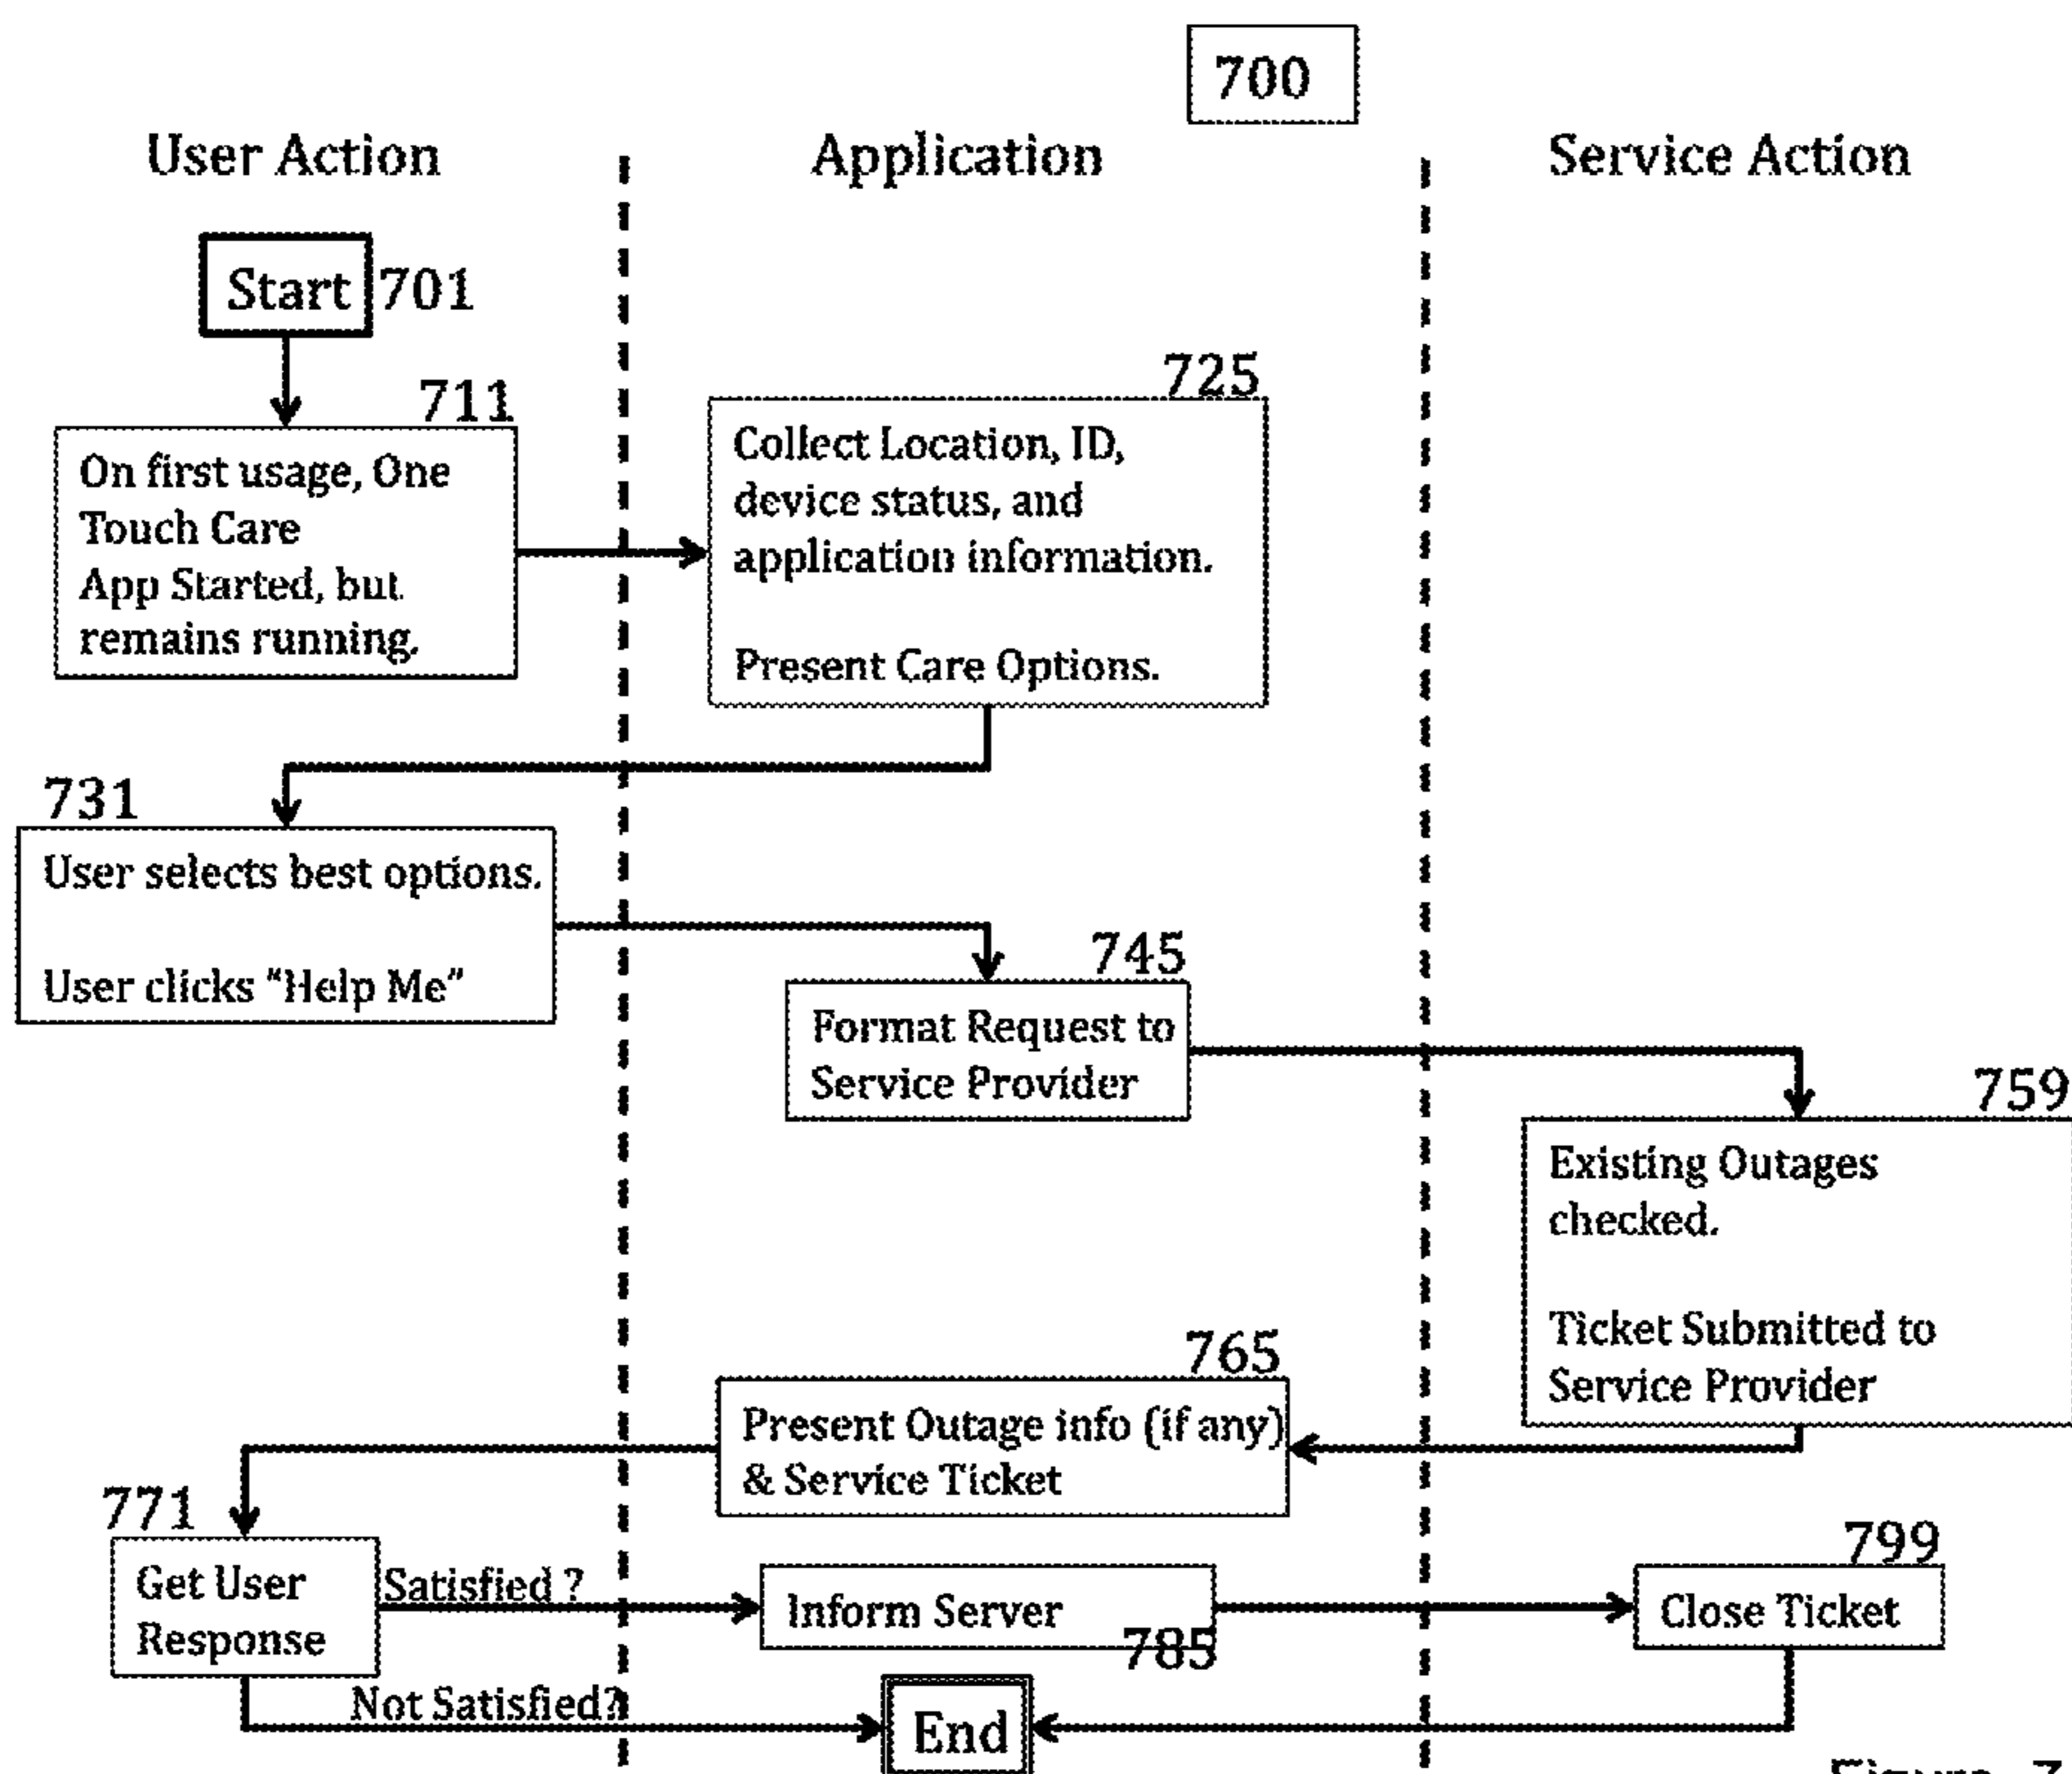 700
User Action
Application
Service Action
Start
701
711
On first usage, One
Touch Care
App Started, but
remains running.
725
Collect Location, ID,
device status, and
application information.
Present Care Options.
731
User selects best options.
User clicks “Help Me”
745
Format Request to
Service Provider
759
Existing Outages
checked.
Ticket Submitted to
Service Provider
765
Present Outage info (if any)
& Service Ticket
771
Get User
Response
Satisfied ?
Inform Server
785
799
Close Ticket
Not Satisfied?
End
Figure 7